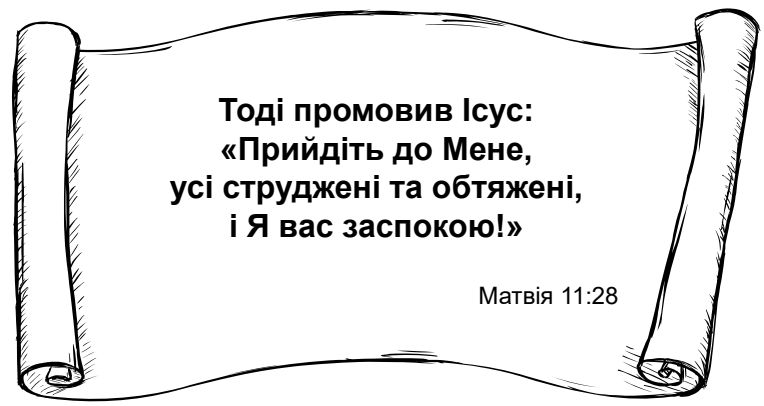 Тоді промовив Ісус:
«Прийдіть до Мене,
усі струджені та обтяжені,
і Я вас заспокою!»
Матвія 11:28